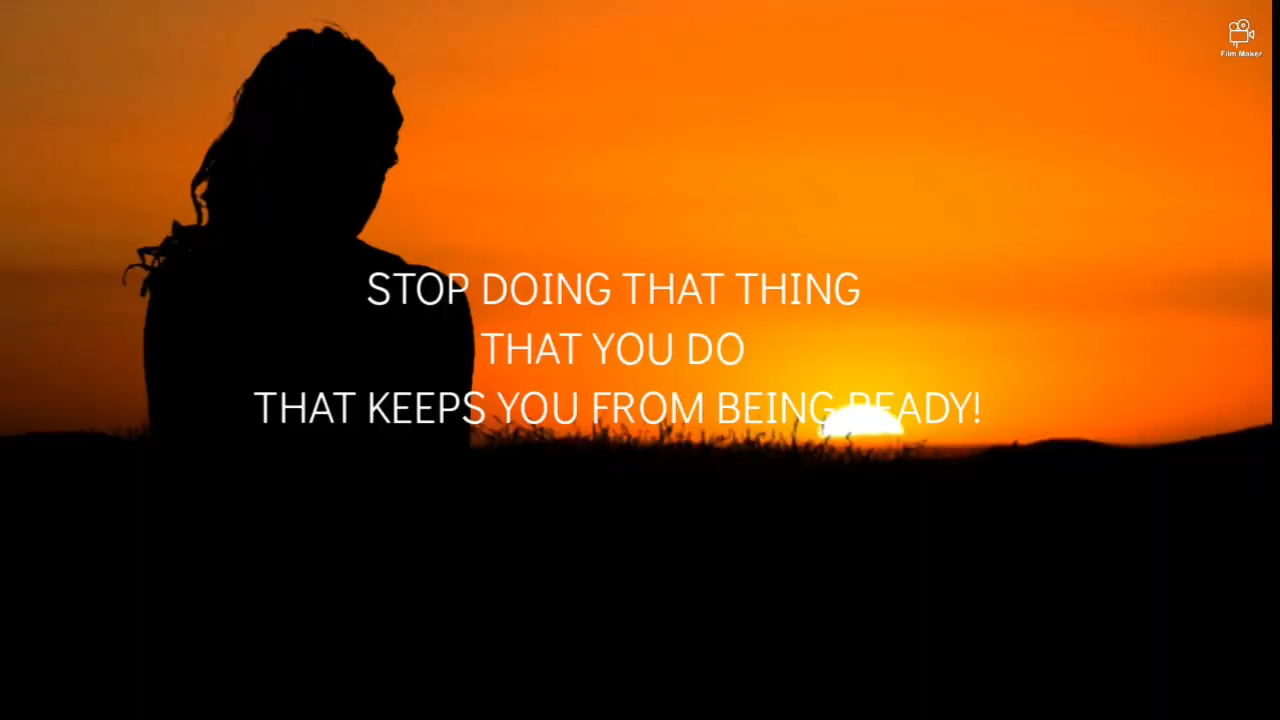 Film Maker
STOP DOING THAT THING
THAT YOU DO
THAT KEEPS YOU FROM BEING READY!